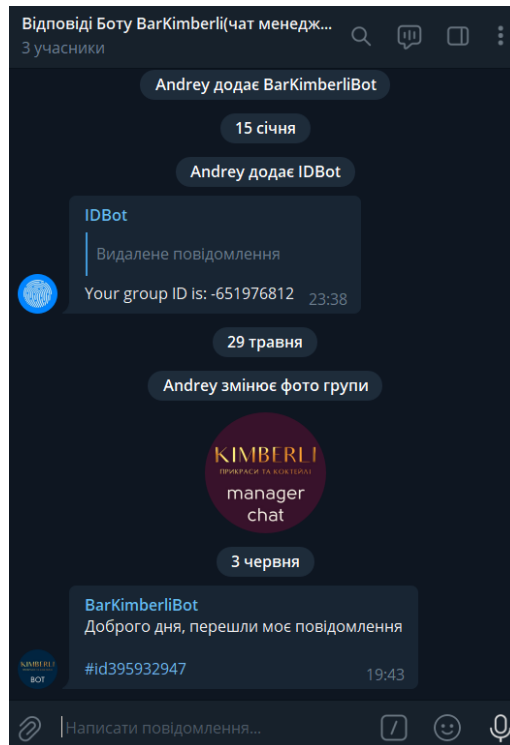 Відповіді Боту BarKimberli(чат менедж...
3 учасники
Andrey додає BarKimberliBot
15 січня
Andrey додає IDBot
IDBot
Видалене повідомлення
Your group ID is: -651976812 23:38
29 травня
Andrey змінює фото групи
KIMBERLI
ПРИКРАСИ ТА КОКТЕЙЛІ
manager
chat
3 червня
BarKimberliBot
Доброго дня, перешли моє повідомлення
#id395932947 19:43
KIMBERLI
BOT
Написати повідомлення...